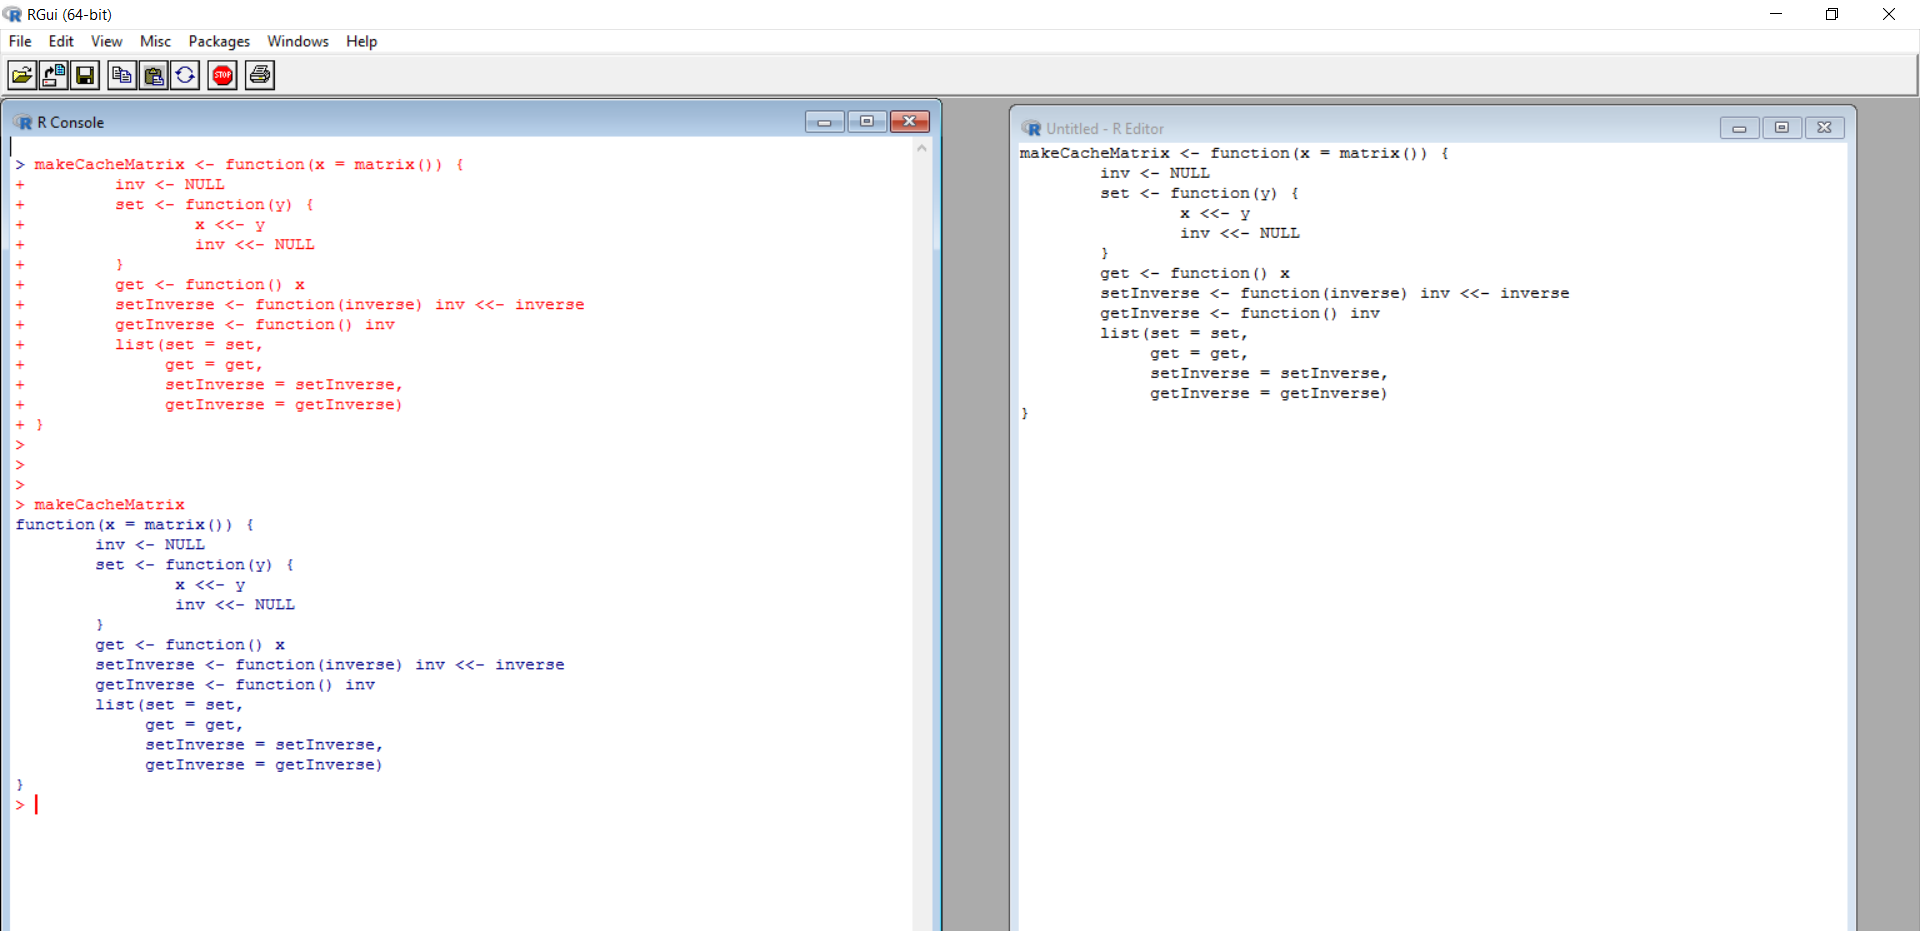 RGui (64-bit)
File Edit View Misc Packages Windows Help
STOP
R Console
> makeCacheMatrix <- function(x = matrix()) {
+         inv <- NULL
+         set <- function(y) {
+                 x <<- y
+                 inv <<- NULL
+         }
+         get <- function() x
+         setInverse <- function(inverse) inv <<- inverse
+         getInverse <- function() inv
+         list(set = set,
+              get = get,
+              setInverse = setInverse,
+              getInverse = getInverse)
+ }
>
>
>
> makeCacheMatrix
function(x = matrix()) {
        inv <- NULL
        set <- function(y) {
                x <<- y
                inv <<- NULL
        }
        get <- function() x
        setInverse <- function(inverse) inv <<- inverse
        getInverse <- function() inv
        list(set = set,
             get = get,
             setInverse = setInverse,
             getInverse = getInverse)
}
>
Untitled - R Editor
makeCacheMatrix <- function(x = matrix()) {
        inv <- NULL
        set <- function(y) {
                x <<- y
                inv <<- NULL
        }
        get <- function() x
        setInverse <- function(inverse) inv <<- inverse
        getInverse <- function() inv
        list(set = set,
             get = get,
             setInverse = setInverse,
             getInverse = getInverse)
}